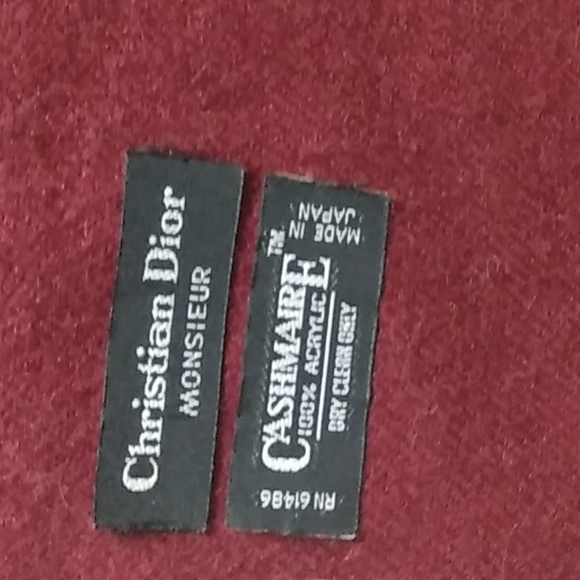 Christian Dior
MONSIEUR
MADE IN
JAPAN
CASHMAIRE™
100% ACRYLIC
DRY CLEAN ONLY
RN 61486